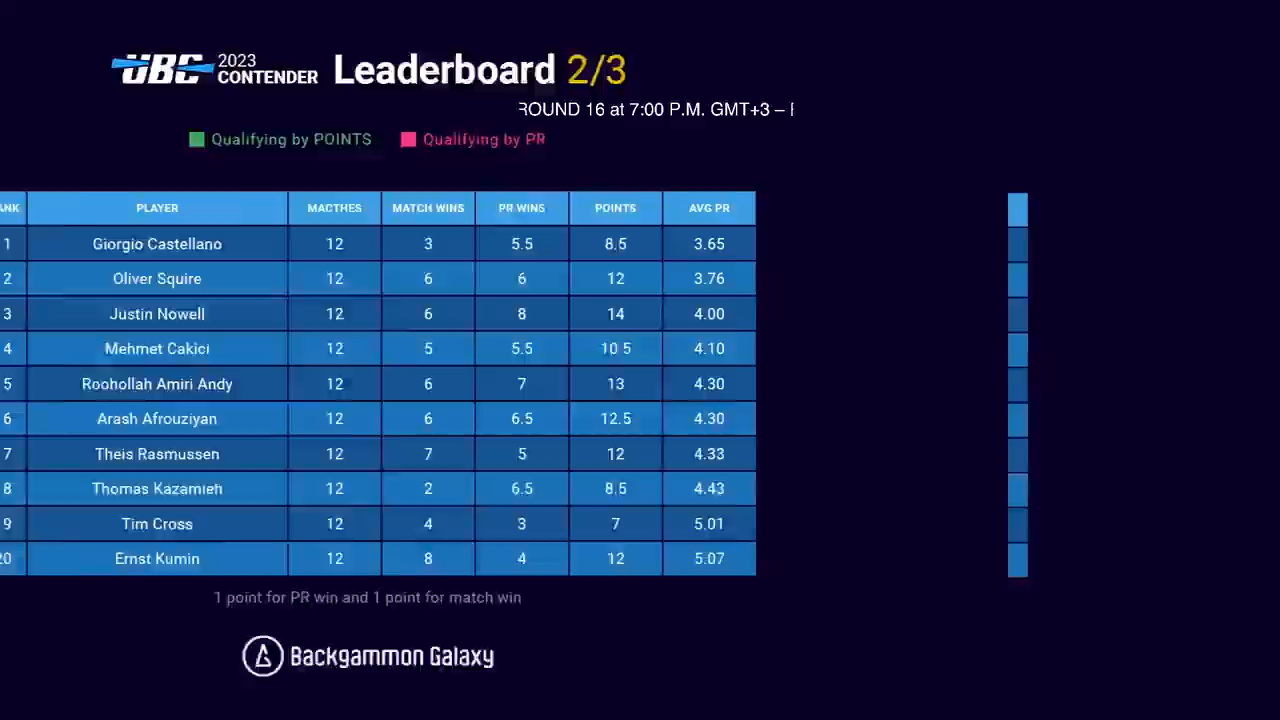 UBC 2023 CONTENDER Leaderboard 2/3
ROUND 16 at 7:00 P.M. GMT+3 –
Qualifying by POINTS Qualifying by PR
ANK PLAYER MACTHES MATCH WINS PR WINS POINTS AVG PR
1 Giorgio Castellano 12 3 5.5 8.5 3.65
2 Oliver Squire 12 6 6 12 3.76
3 Justin Nowell 12 6 8 14 4.00
4 Mehmet Cakici 12 5 5.5 10 5 4.10
5 Roohollah Amiri Andy 12 6 7 13 4.30
6 Arash Afrouziyan 12 6 6.5 12.5 4.30
7 Theis Rasmussen 12 7 5 12 4.33
8 Thomas Kazamieh 12 2 6.5 8.5 4.43
9 Tim Cross 12 4 3 7 5.01
20 Ernst Kumin 12 8 4 12 5.07
1 point for PR win and 1 point for match win
Backgammon Galaxy